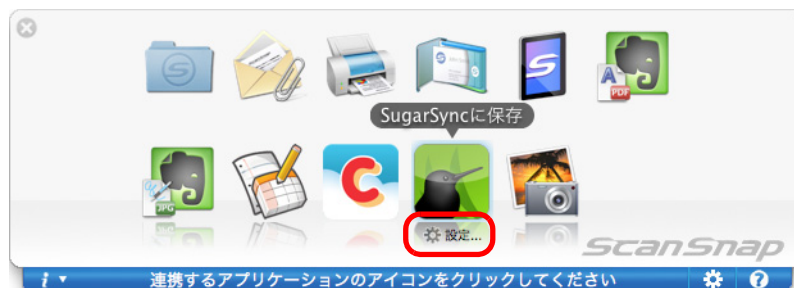 PDF
SugarSyncに保存
JPG
設定...
ScanSnap
連携するアプリケーションのアイコンをクリックしてください